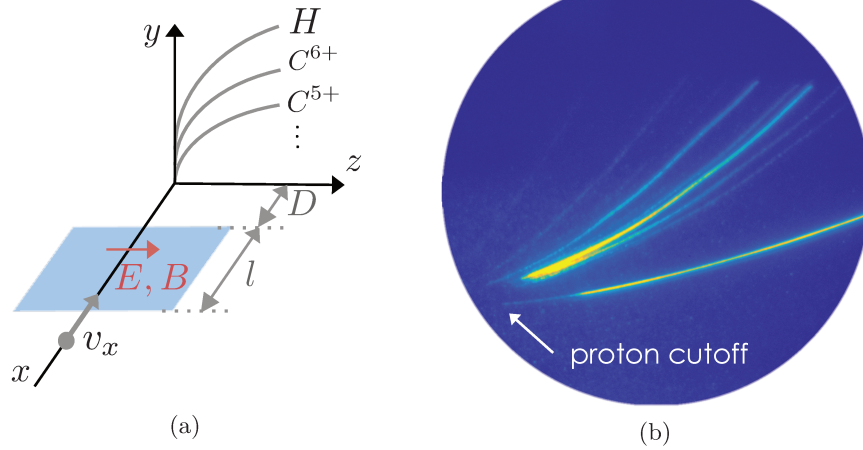 y
H
C⁶⁺
C⁵⁺
⋮
z
D
E, B
l
vₓ
x
(a)
proton cutoff
(b)